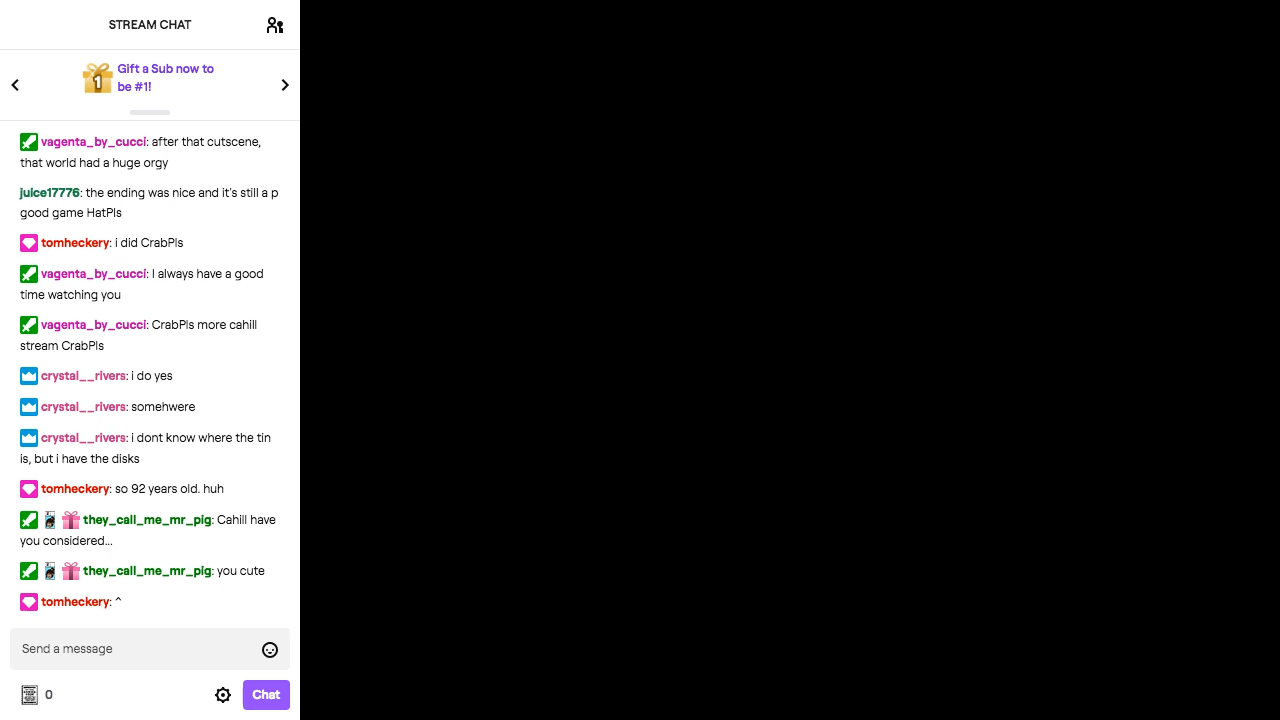 STREAM CHAT
Gift a Sub now to
be #1!
1
vagenta_by_cucci: after that cutscene,
that world had a huge orgy
juice17776: the ending was nice and it's still a p
good game HatPls
tomheckery: i did CrabPls
vagenta_by_cucci: I always have a good
time watching you
vagenta_by_cucci: CrabPls more cahill
stream CrabPls
crystal__rivers: i do yes
crystal__rivers: somehwere
crystal__rivers: i dont know where the tin
is, but i have the disks
tomheckery: so 92 years old. huh
they_call_me_mr_pig: Cahill have
you considered...
they_call_me_mr_pig: you cute
tomheckery: ^
Send a message
0
Chat